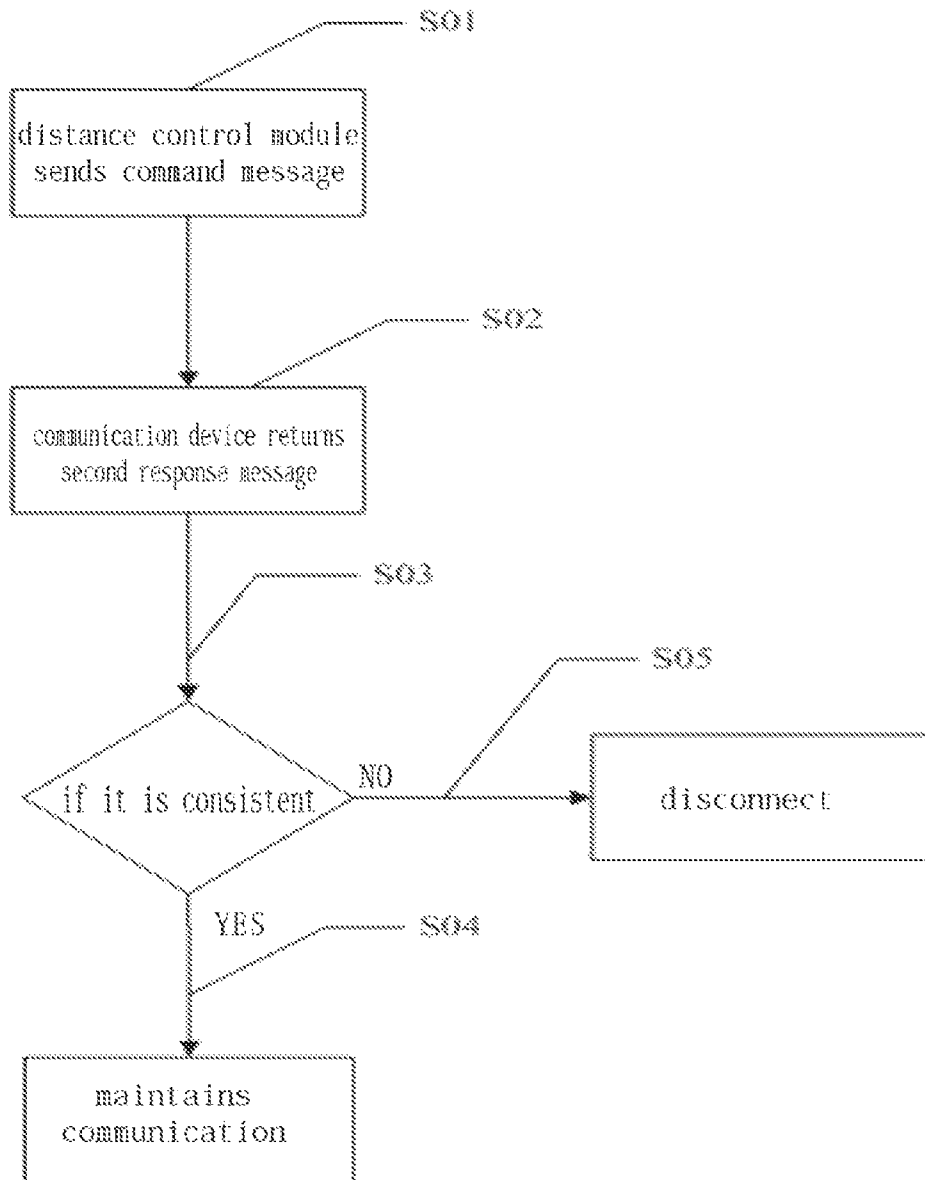 S01
distance control module
sends command message
S02
communication device returns
second response message
S03
S05
if it is consistent
NO
disconnect
YES
S04
maintains
communication